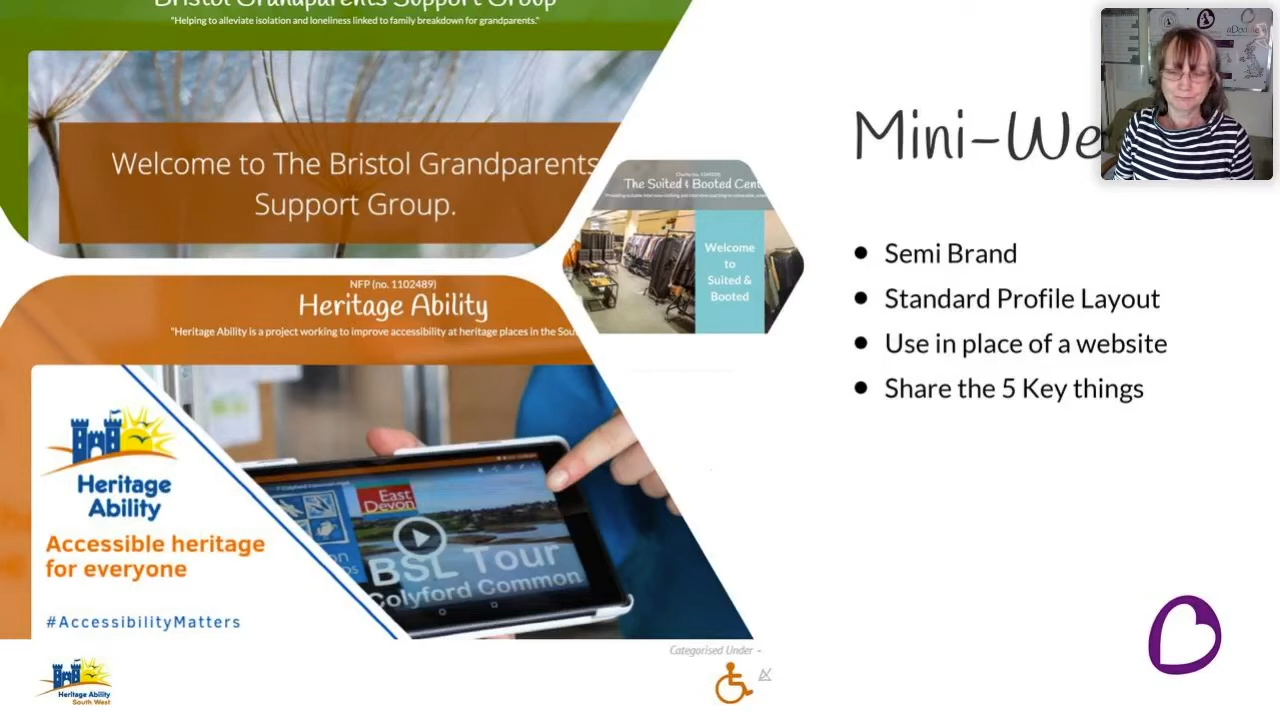 Bristol Grandparents Support Group
"Helping to alleviate isolation and loneliness linked to family breakdown for grandparents."
Welcome to The Bristol Grandparents
Support Group.
The Suited & Booted Cent
Welcome
to
Suited &
Booted
NFP (no. 1102489)
Heritage Ability
"Heritage Ability is a project working to improve accessibility at heritage places in the Sou
Heritage
Ability
Accessible heritage
for everyone
#AccessibilityMatters
East
Devon
BSL Tour
Colyford Common
Heritage Ability
South West
Categorised Under -
Mini-We
● Semi Brand
● Standard Profile Layout
● Use in place of a website
● Share the 5 Key things